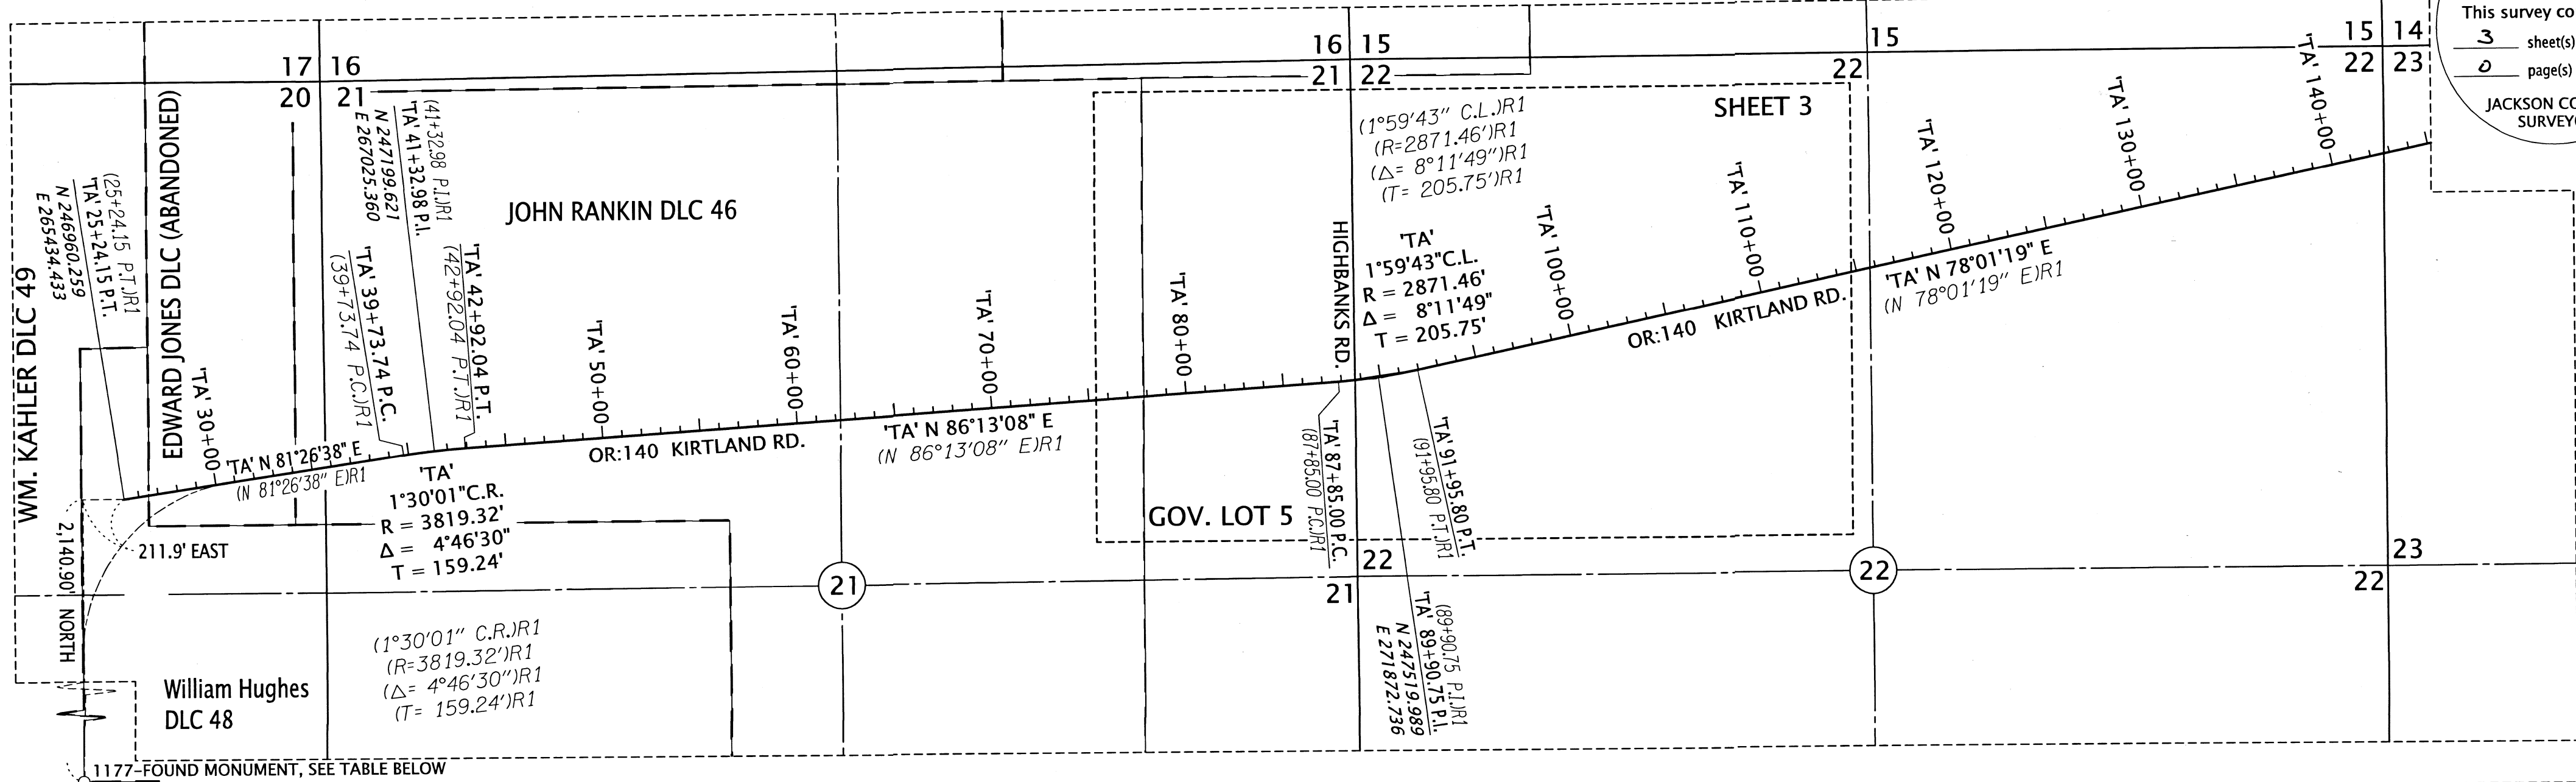 This survey co
3 sheet(s)
0 page(s)
JACKSON CO
SURVEY
17 16
20 21
16 15
21 22
15
22
15 14
22 23
WM. KAHLER DLC 49
EDWARD JONES DLC (ABANDONED)
(25+24.15 P.T.)R1
'TA' 25+24.15 P.T.
N 246960.259
E 265434.433
(41+32.98 P.I.)R1
'TA' 41+32.98 P.I.
N 247199.621
E 267025.360
'TA' 39+73.74 P.C.
(39+73.74 P.C.)R1
'TA' 42+92.04 P.T.
(42+92.04 P.T.)R1
JOHN RANKIN DLC 46
SHEET 3
(1°59'43" C.L.)R1
(R=2871.46')R1
(Δ= 8°11'49")R1
(T= 205.75')R1
HIGHBANKS RD.
'TA'
1°59'43"C.L.
R = 2871.46'
Δ = 8°11'49"
T = 205.75'
'TA' 30+00
'TA' 50+00
'TA' 60+00
'TA' 70+00
'TA' 80+00
'TA' 100+00
'TA' 110+00
'TA' 120+00
'TA' 130+00
'TA' 140+00
'TA' N 81°26'38" E
(N 81°26'38" E)R1
OR:140 KIRTLAND RD.
'TA' N 86°13'08" E
(N 86°13'08" E)R1
OR:140 KIRTLAND RD.
'TA' N 78°01'19" E
(N 78°01'19" E)R1
'TA'
1°30'01"C.R.
R = 3819.32'
Δ = 4°46'30"
T = 159.24'
'TA' 87+85.00 P.C.
(87+85.00 P.C.)R1
'TA' 91+95.80 P.T.
(91+95.80 P.T.)R1
GOV. LOT 5
211.9' EAST
2,140.90' NORTH
21
22
21
22
23
22
(89+90.75 P.I.)R1
'TA' 89+90.75 P.I.
N 247519.989
E 271872.736
(1°30'01" C.R.)R1
(R=3819.32')R1
(Δ= 4°46'30")R1
(T= 159.24')R1
William Hughes
DLC 48
1177-FOUND MONUMENT, SEE TABLE BELOW